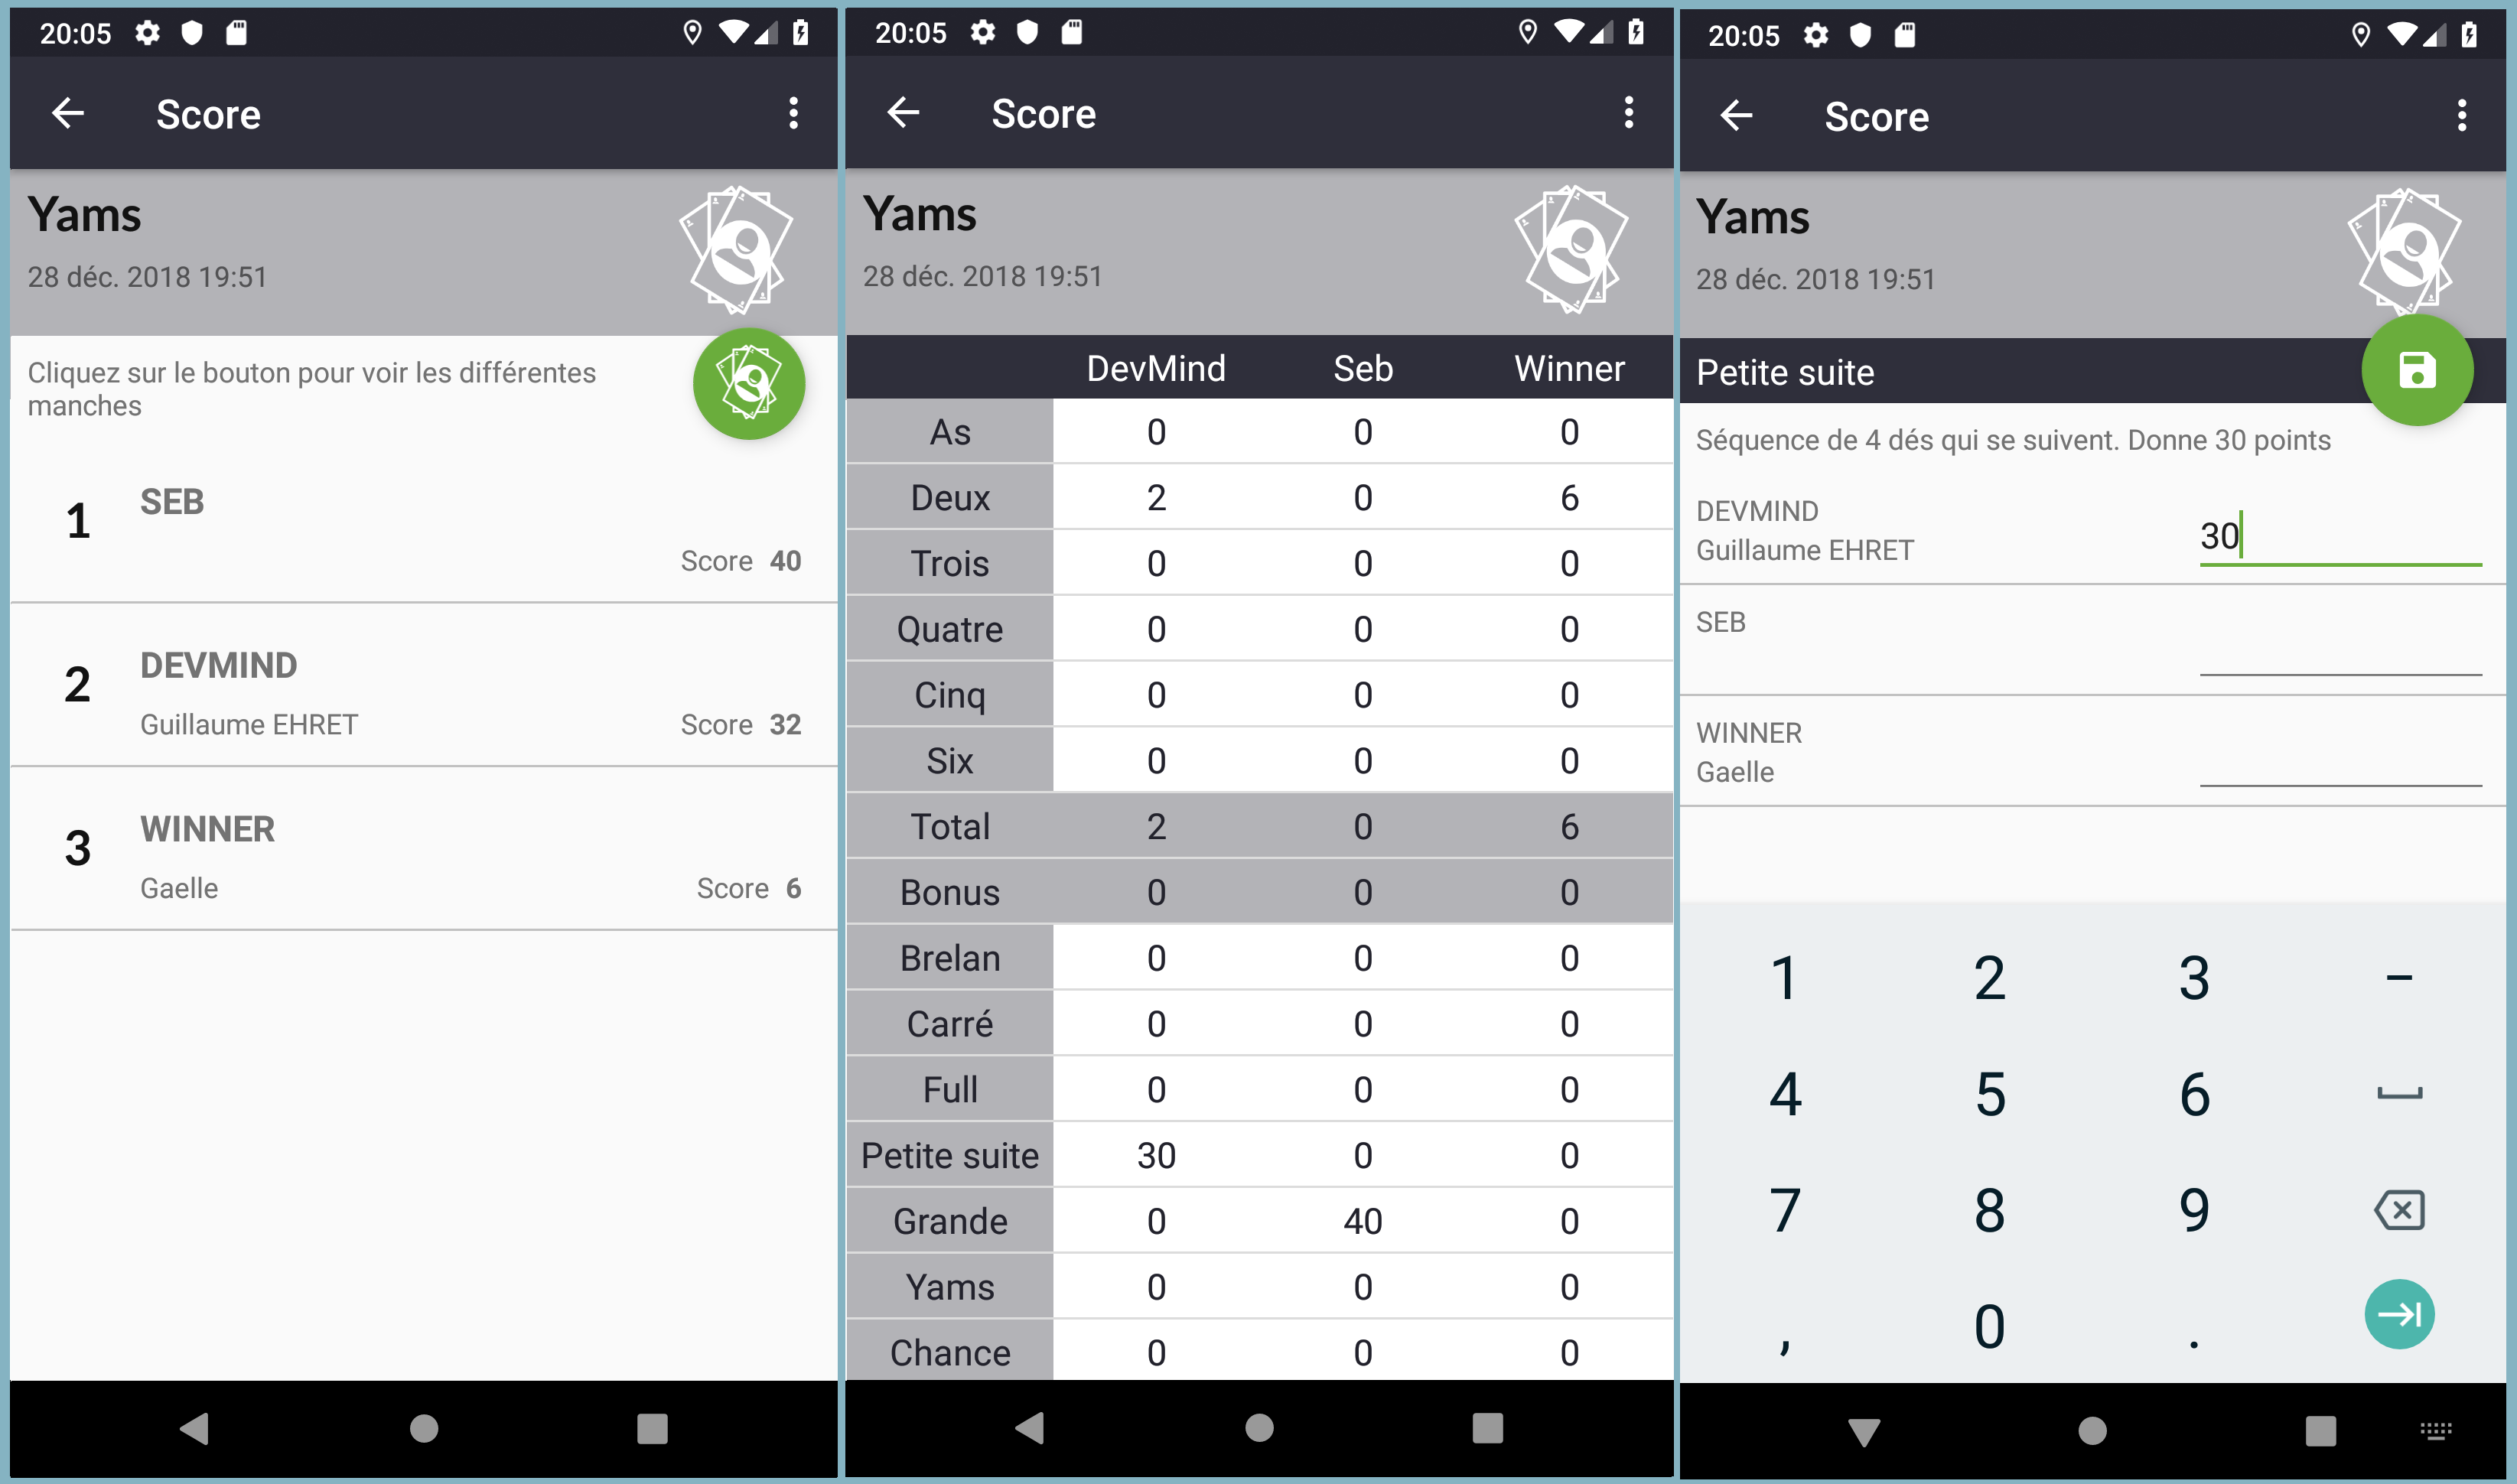 20:05
Score
Yams
28 déc. 2018 19:51
Cliquez sur le bouton pour voir les différentes
manches
1 SEB
Score 40
2 DEVMIND
Guillaume EHRET Score 32
3 WINNER
Gaelle Score 6
20:05
Score
Yams
28 déc. 2018 19:51
DevMind Seb Winner
As 0 0 0
Deux 2 0 6
Trois 0 0 0
Quatre 0 0 0
Cinq 0 0 0
Six 0 0 0
Total 2 0 6
Bonus 0 0 0
Brelan 0 0 0
Carré 0 0 0
Full 0 0 0
Petite suite 30 0 0
Grande 0 40 0
Yams 0 0 0
Chance 0 0 0
20:05
Score
Yams
28 déc. 2018 19:51
Petite suite
Séquence de 4 dés qui se suivent. Donne 30 points
DEVMIND
Guillaume EHRET 30
SEB
WINNER
Gaelle
1 2 3 -
4 5 6
7 8 9
, 0 .